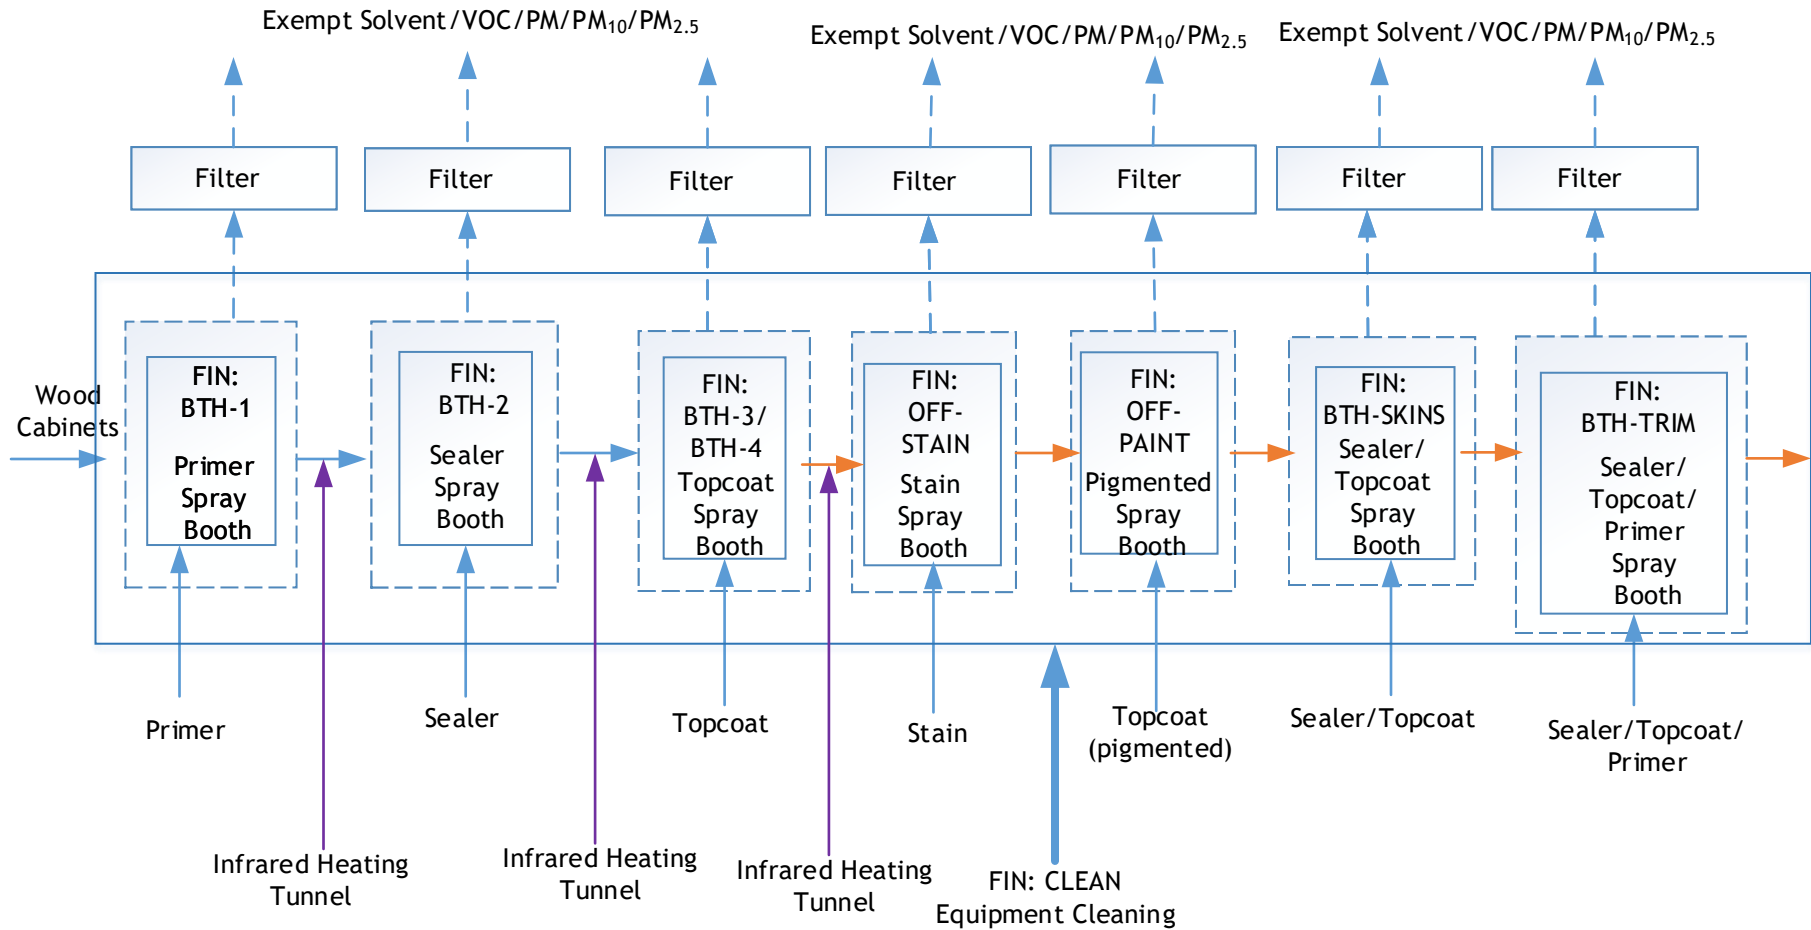 Exempt Solvent/VOC/PM/PM10/PM2.5
Exempt Solvent/VOC/PM/PM10/PM2.5
Exempt Solvent/VOC/PM/PM10/PM2.5
Filter
Filter
Filter
Filter
Filter
Filter
Filter
Wood
Cabinets
FIN:
BTH-1
Primer
Spray
Booth
FIN:
BTH-2
Sealer
Spray
Booth
FIN:
BTH-3/
BTH-4
Topcoat
Spray
Booth
FIN:
OFF-
STAIN
Stain
Spray
Booth
FIN:
OFF-
PAINT
Pigmented
Spray
Booth
FIN:
BTH-SKINS
Sealer/
Topcoat
Spray
Booth
FIN:
BTH-TRIM
Sealer/
Topcoat/
Primer
Spray
Booth
Primer
Sealer
Topcoat
Stain
Topcoat
(pigmented)
Sealer/Topcoat
Sealer/Topcoat/
Primer
Infrared Heating
Tunnel
Infrared Heating
Tunnel
Infrared Heating
Tunnel
FIN: CLEAN
Equipment Cleaning